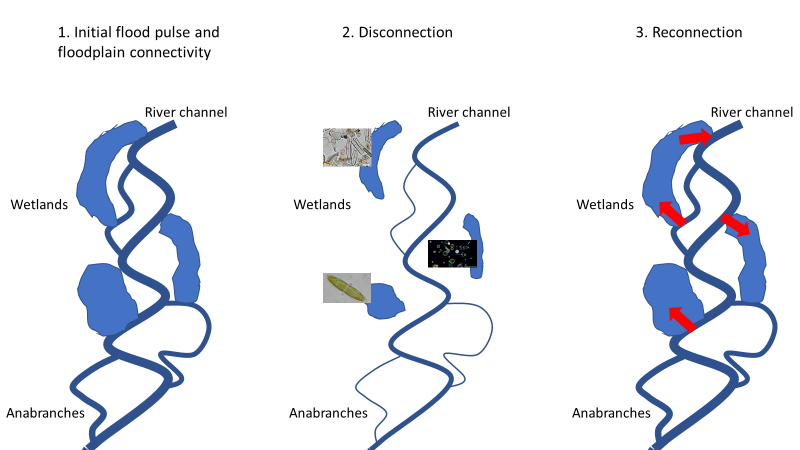 1. Initial flood pulse and
floodplain connectivity
2. Disconnection
3. Reconnection
River channel
Wetlands
Anabranches
River channel
Wetlands
Anabranches
River channel
Wetlands
Anabranches